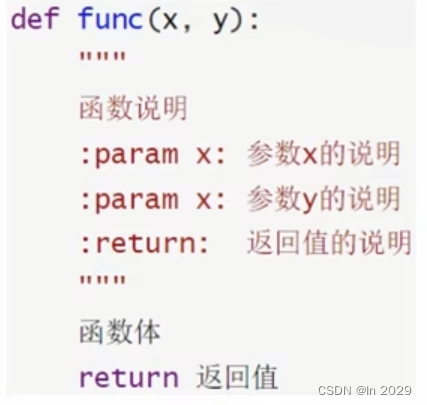 def func(x, y):
"""
函数说明
:param x: 参数x的说明
:param x: 参数y的说明
:return: 返回值的说明
"""
函数体
return 返回值
CSDN @ln 2029